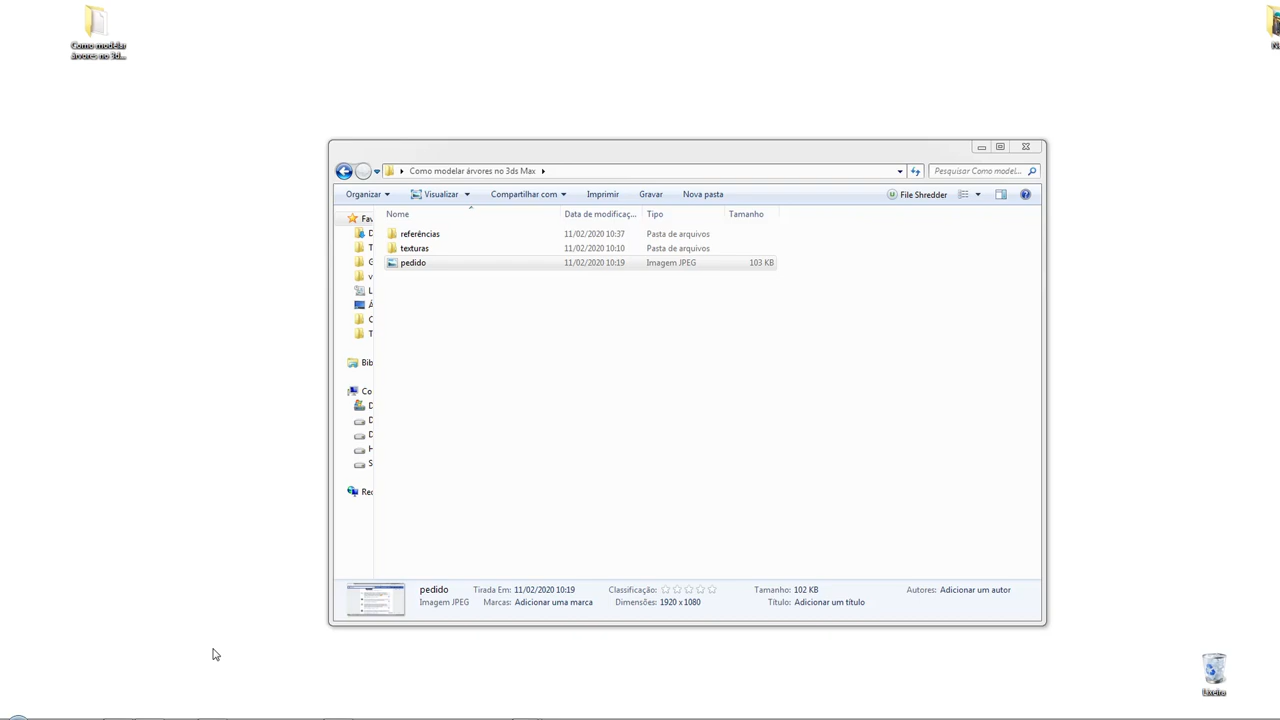 Como modelar
árvores no 3d...
N
Como modelar árvores no 3ds Max
Pesquisar Como model...
Organizar
Visualizar
Compartilhar com
Imprimir
Gravar
Nova pasta
File Shredder
Nome
Data de modificaç...
Tipo
Tamanho
referências
11/02/2020 10:37
Pasta de arquivos
texturas
11/02/2020 10:10
Pasta de arquivos
pedido
11/02/2020 10:19
Imagem JPEG
103 KB
Fav
D
T
G
v
L
Á
C
T
Bib
Co
D
D
D
H
S
Rec
pedido
Tirada Em: 11/02/2020 10:19
Classificação:
Tamanho: 102 KB
Autores: Adicionar um autor
Imagem JPEG
Marcas: Adicionar uma marca
Dimensões: 1920 x 1080
Título: Adicionar um título
Lixeira